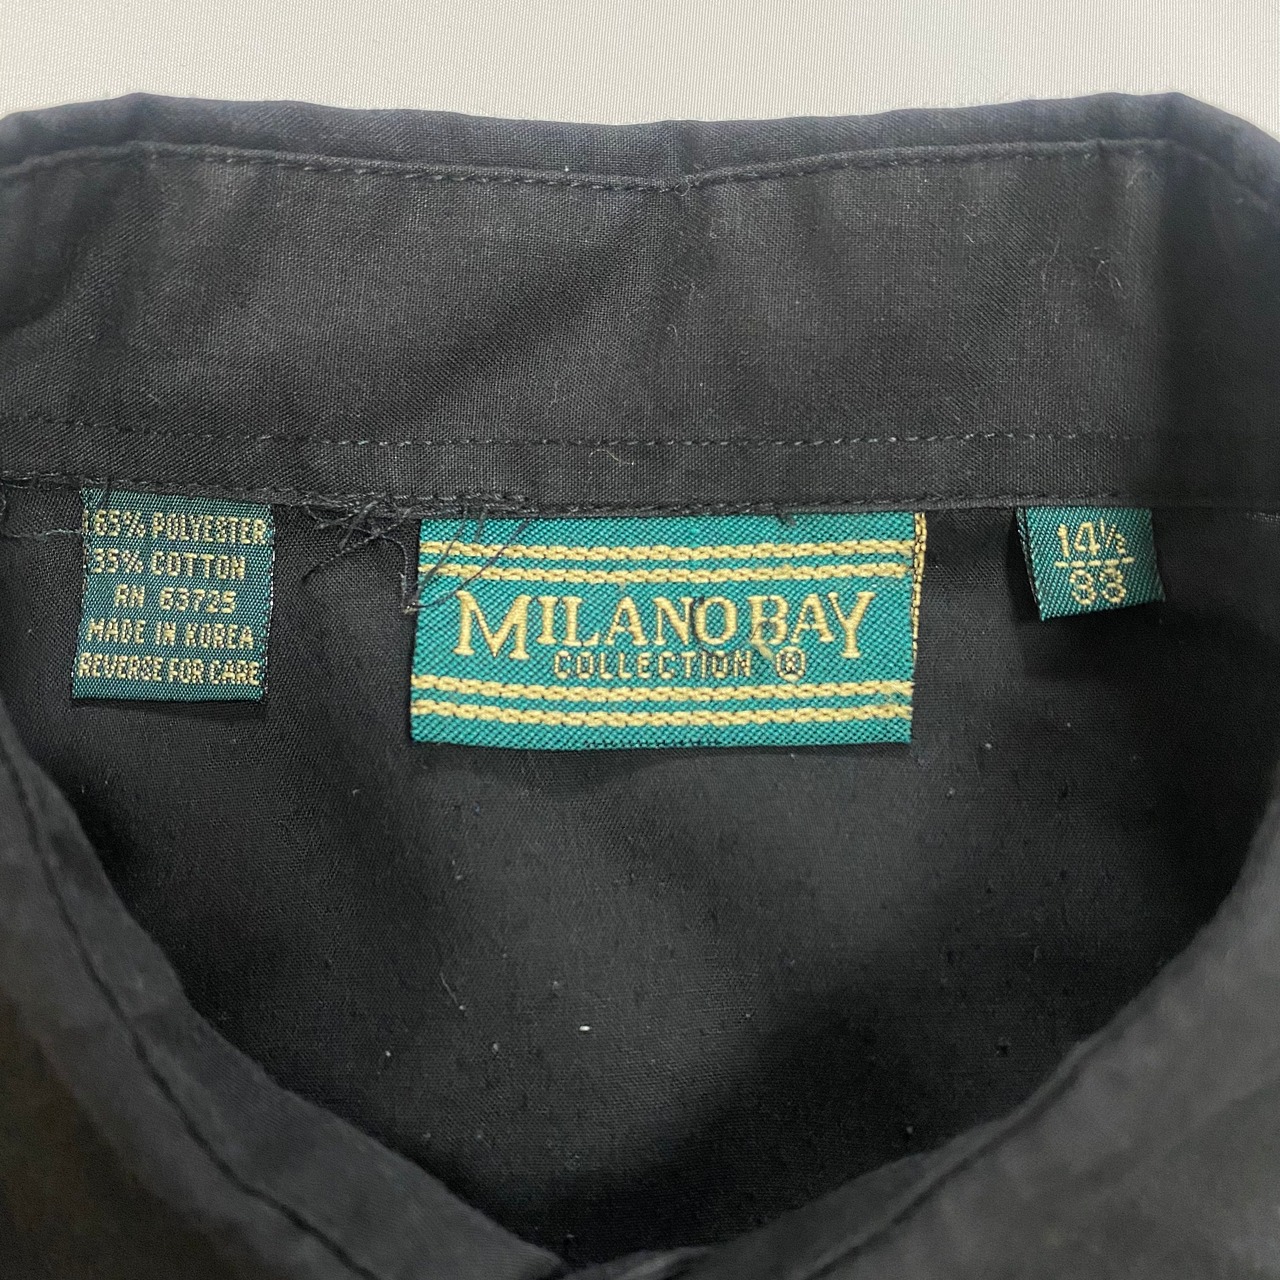 65% POLYESTER
35% COTTON
RN 63725
MADE IN KOREA
REVERSE FOR CARE
MILANO BAY
COLLECTION ®
14½
33